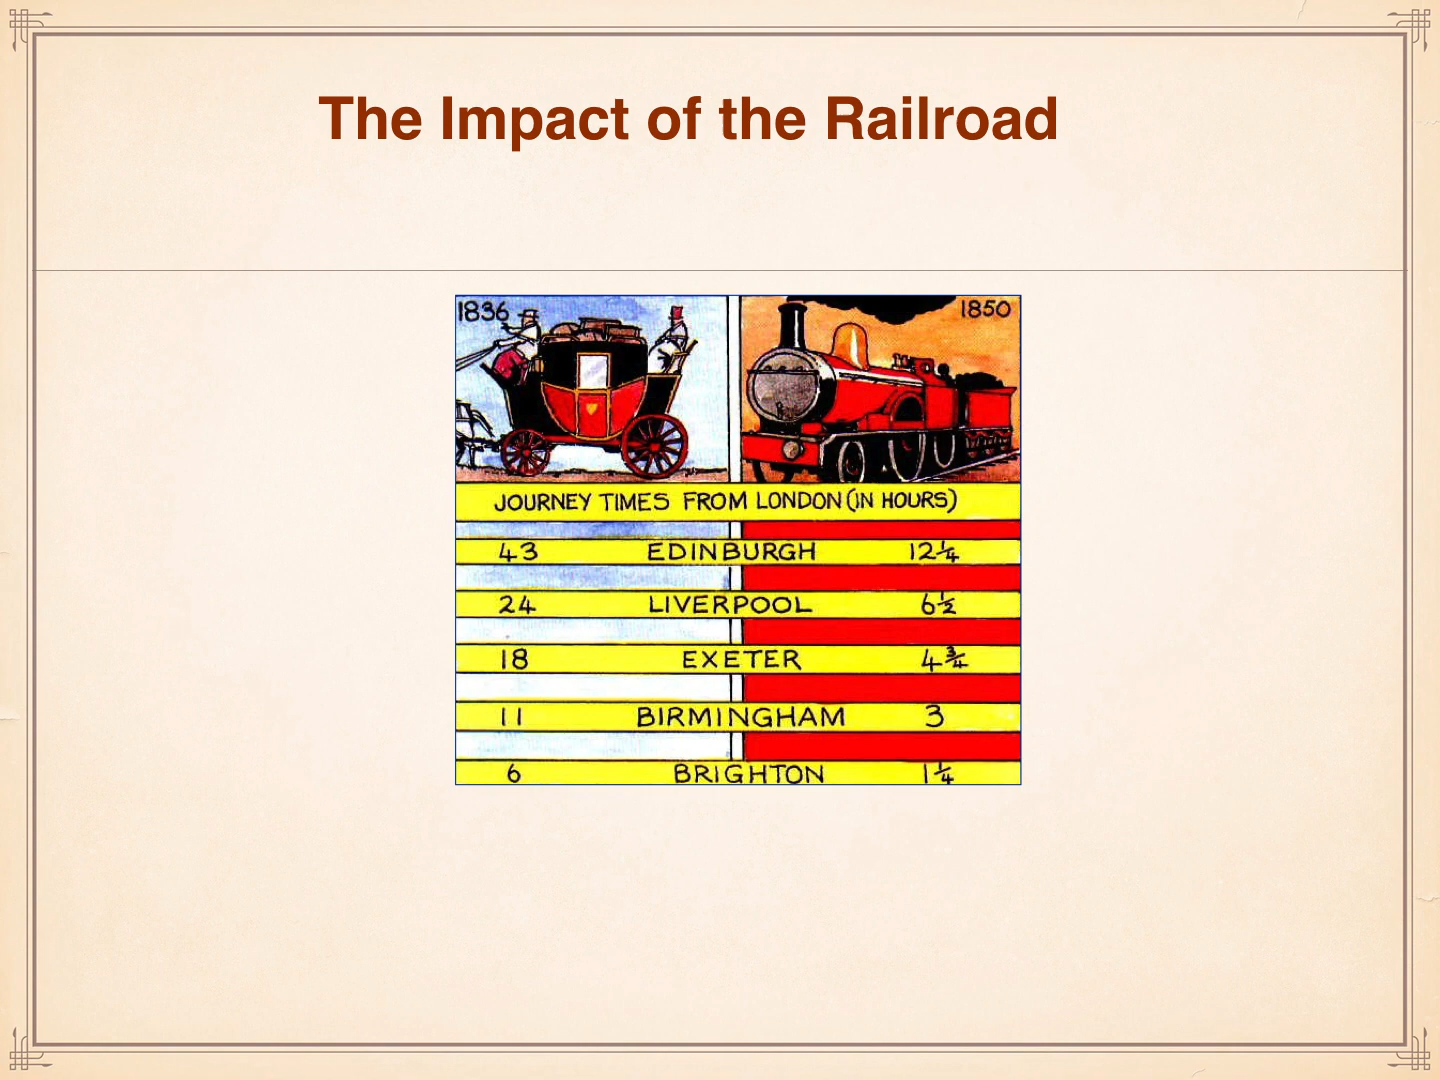 The Impact of the Railroad
1836 1850
JOURNEY TIMES FROM LONDON (IN HOURS)
43 EDINBURGH 12¼
24 LIVERPOOL 6½
18 EXETER 4¾
11 BIRMINGHAM 3
6 BRIGHTON 1¼